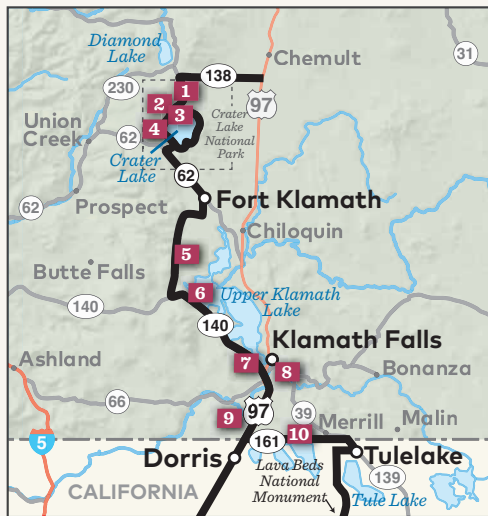 Diamond
Lake
Chemult
31
138
230
1
97
2
3
Union
Creek
Crater
Lake
National
Park
62
4
Crater
Lake
62
Fort Klamath
62
Prospect
Chiloquin
5
Butte Falls
6
Upper Klamath
Lake
140
140
Klamath Falls
Ashland
7
8
Bonanza
66
97
39
9
Merrill
Malin
5
161
10
Dorris
Tulelake
Lava Beds
National
Monument
139
CALIFORNIA
Tule Lake